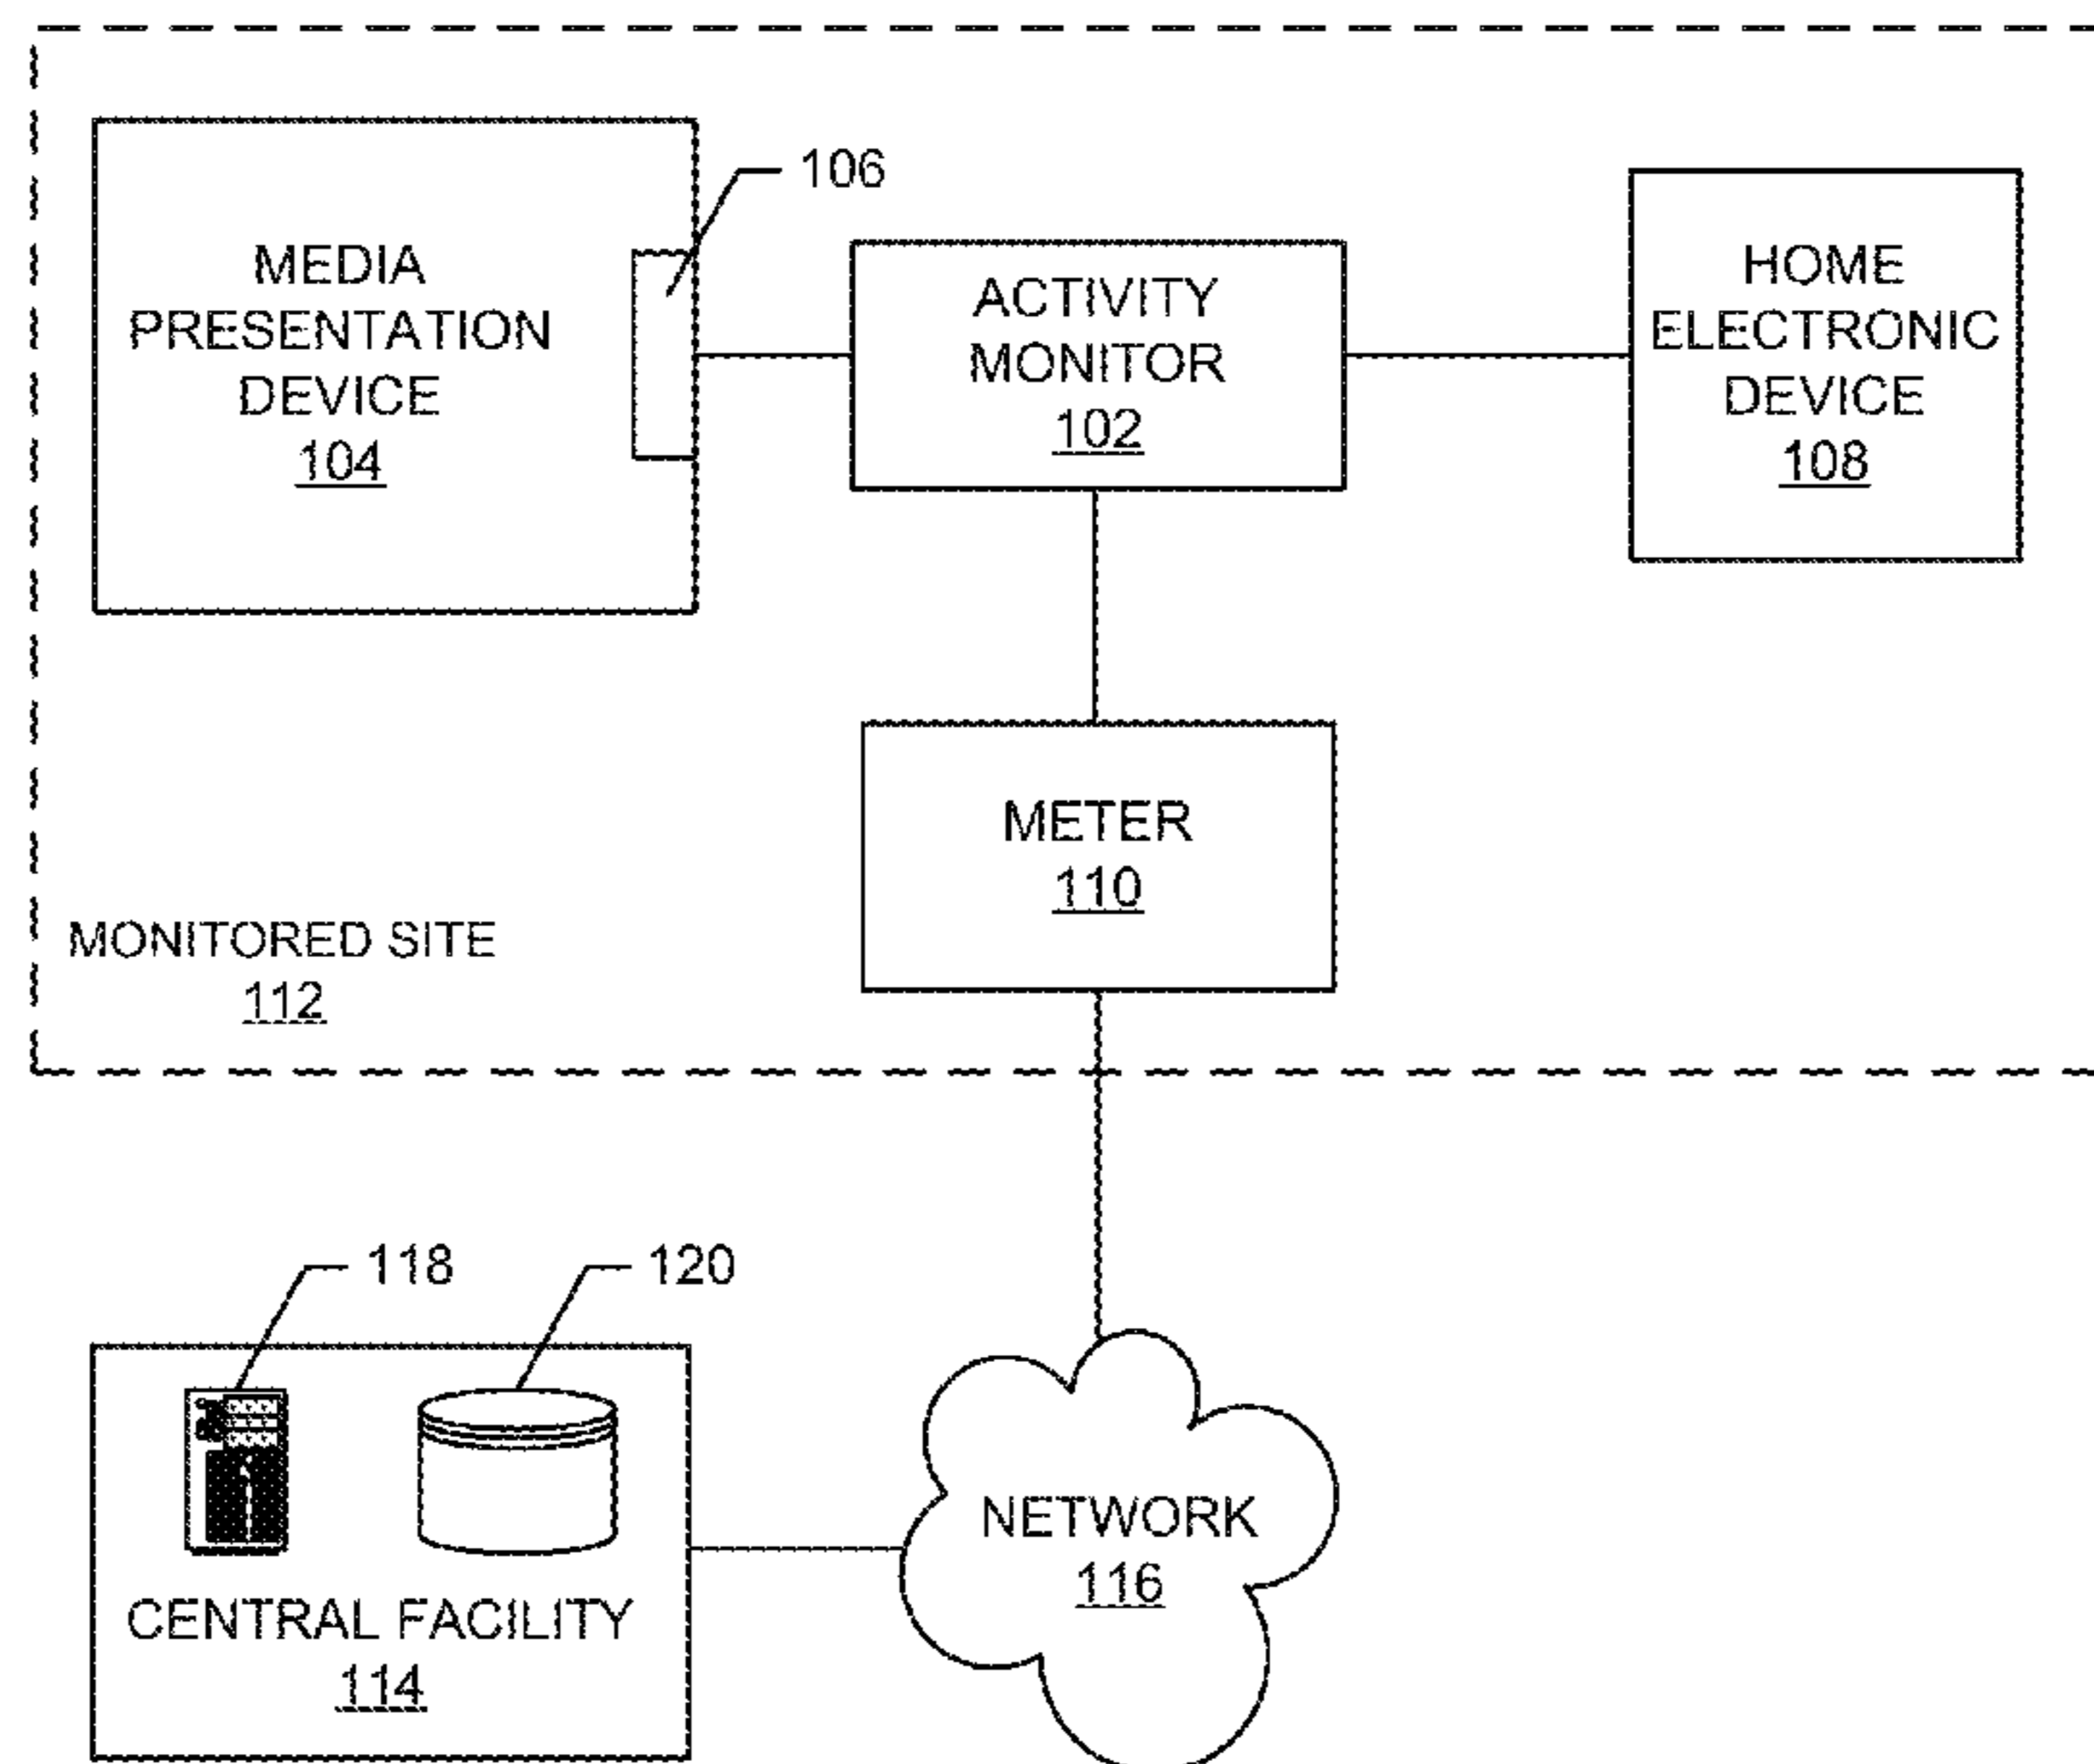 106
MEDIA
PRESENTATION
DEVICE
104
ACTIVITY
MONITOR
102
HOME
ELECTRONIC
DEVICE
108
METER
110
MONITORED SITE
112
118
120
NETWORK
116
CENTRAL FACILITY
114